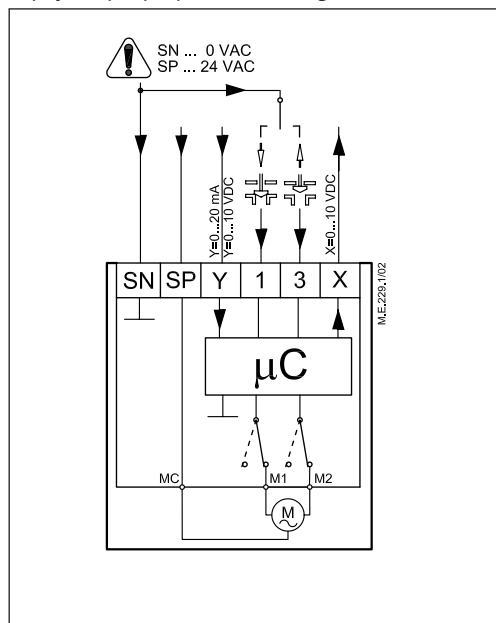 SN ... 0 VAC
SP ... 24 VAC
Y=0...20 mA
Y=0...10 VDC
X=0...10 VDC
SN SP Y 1 3 X
M.E.229.1/02
µC
MC M1 M2
M